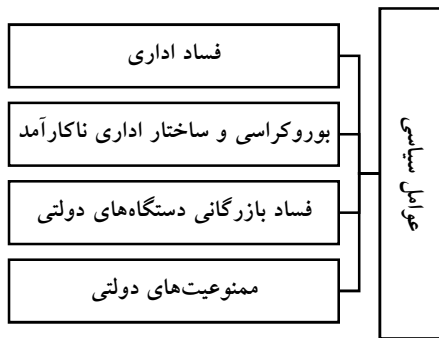 عوامل سیاسی
فساد اداری
بوروکراسی و ساختار اداری ناکارآمد
فساد بازرگانی دستگاه‌های دولتی
ممنوعیت‌های دولتی